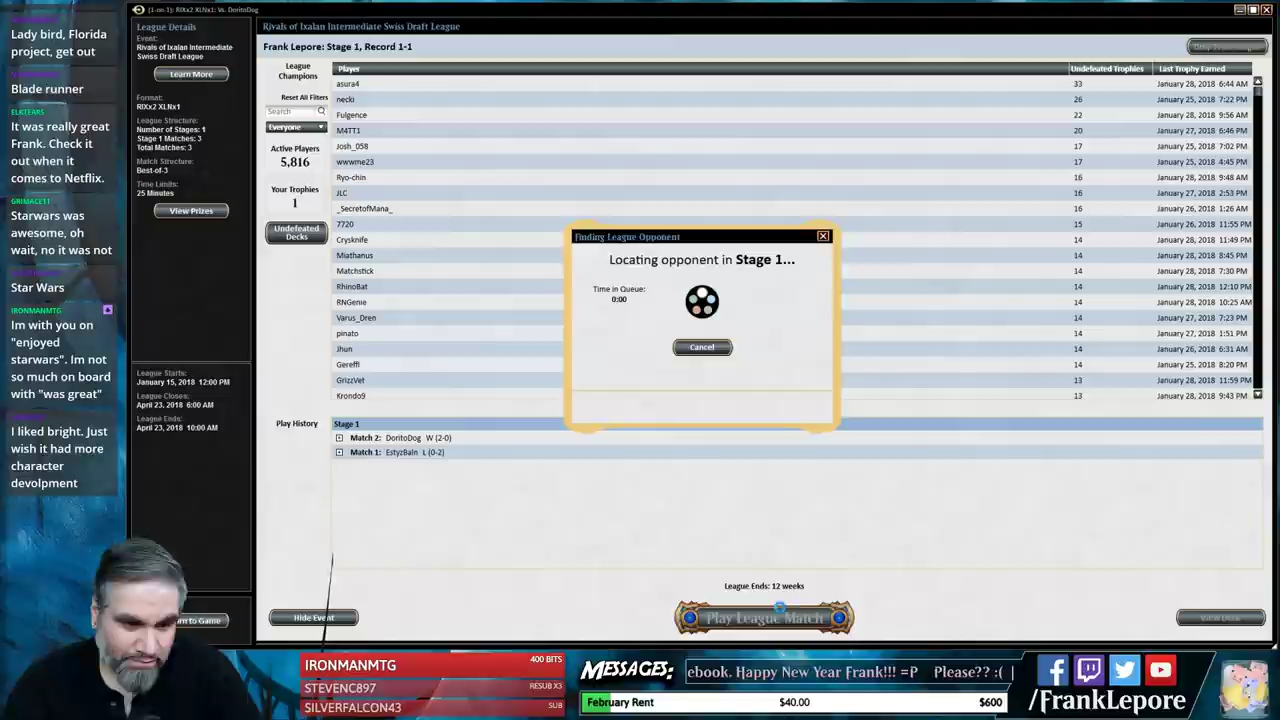 (1-on-1): RIXx2 XLNx1: Vs. DoritoDog
Lady bird, Florida
project, get out
Blade runner
ELKTEARS
It was really great
Frank. Check it
out when it
comes to Netflix.
GRIMACE11
Starwars was
awesome, oh
wait, no it was not
Star Wars
IRONMANMTG
Im with you on
"enjoyed
starwars". Im not
so much on board
with "was great"
I liked bright. Just
wish it had more
character
devolpment
League Details
Event:
Rivals of Ixalan Intermediate
Swiss Draft League
Learn More
Format:
RIXx2 XLNx1
League Structure:
Number of Stages: 1
Stage 1 Matches: 3
Total Matches: 3
Match Structure:
Best-of-3
Time Limits:
25 Minutes
View Prizes
League Starts:
January 15, 2018 12:00 PM
League Closes:
April 23, 2018 6:00 AM
League Ends:
April 23, 2018 10:00 AM
to Game
Rivals of Ixalan Intermediate Swiss Draft League
Frank Lepore: Stage 1, Record 1-1
League
Champions
Reset All Filters
Search
Everyone
Active Players
5,816
Your Trophies
1
Undefeated
Decks
Player Undefeated Trophies Last Trophy Earned
asura4 33 January 28, 2018 6:44 AM
necki 26 January 25, 2018 7:22 PM
Fulgence 22 January 28, 2018 9:56 AM
M4TT1 20 January 27, 2018 6:46 PM
Josh_058 17 January 25, 2018 7:02 PM
wwwme23 17 January 25, 2018 4:45 PM
Ryo-chin 16 January 28, 2018 9:48 AM
JLC 16 January 27, 2018 2:53 PM
_SecretofMana_ 16 January 26, 2018 1:26 AM
7720 15 January 26, 2018 11:55 PM
Crysknife 14 January 28, 2018 11:49 PM
Miathanus 14 January 28, 2018 8:45 PM
Matchstick 14 January 28, 2018 7:30 PM
RhinoBat 14 January 28, 2018 12:10 PM
RNGenie 14 January 28, 2018 10:25 AM
Varus_Dren 14 January 27, 2018 7:23 PM
pinato 14 January 27, 2018 1:51 PM
Jhun 14 January 26, 2018 6:31 AM
Gereffl 14 January 25, 2018 8:20 PM
GrizzVet 13 January 28, 2018 11:59 PM
Krondo9 13 January 28, 2018 9:43 PM
Finding League Opponent
Locating opponent in Stage 1...
Time in Queue:
0:00
Cancel
Play History
Stage 1
Match 2: DoritoDog W (2-0)
Match 1: EstyzBaln L (0-2)
League Ends: 12 weeks
Hide Event
Play League Match
IRONMANMTG 400 BITS
STEVENC897 RESUB X3
SILVERFALCON43 SUB
MESSAGES:
ebook. Happy New Year Frank!!! =P Please?? :( |
February Rent $40.00 $600
/FrankLepore